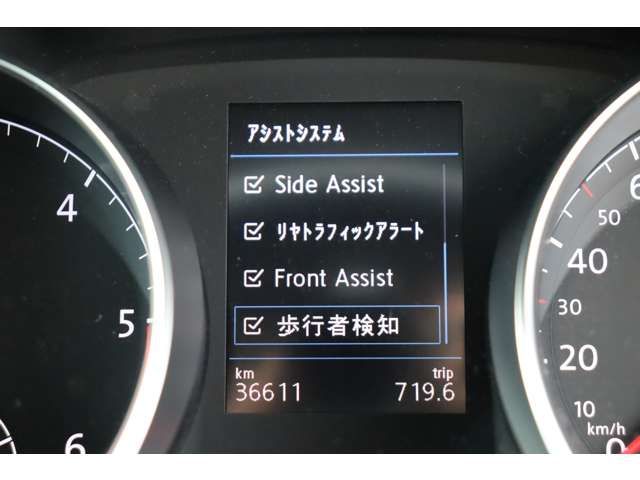 ｱｼｽﾄｼｽﾃﾑ
Side Assist
ﾘﾔﾄﾗﾌｨｯｸｱﾗｰﾄ
Front Assist
歩行者検知
km
36611
trip
719.6
4
5
6
50
40
30
20
10
km/h
0